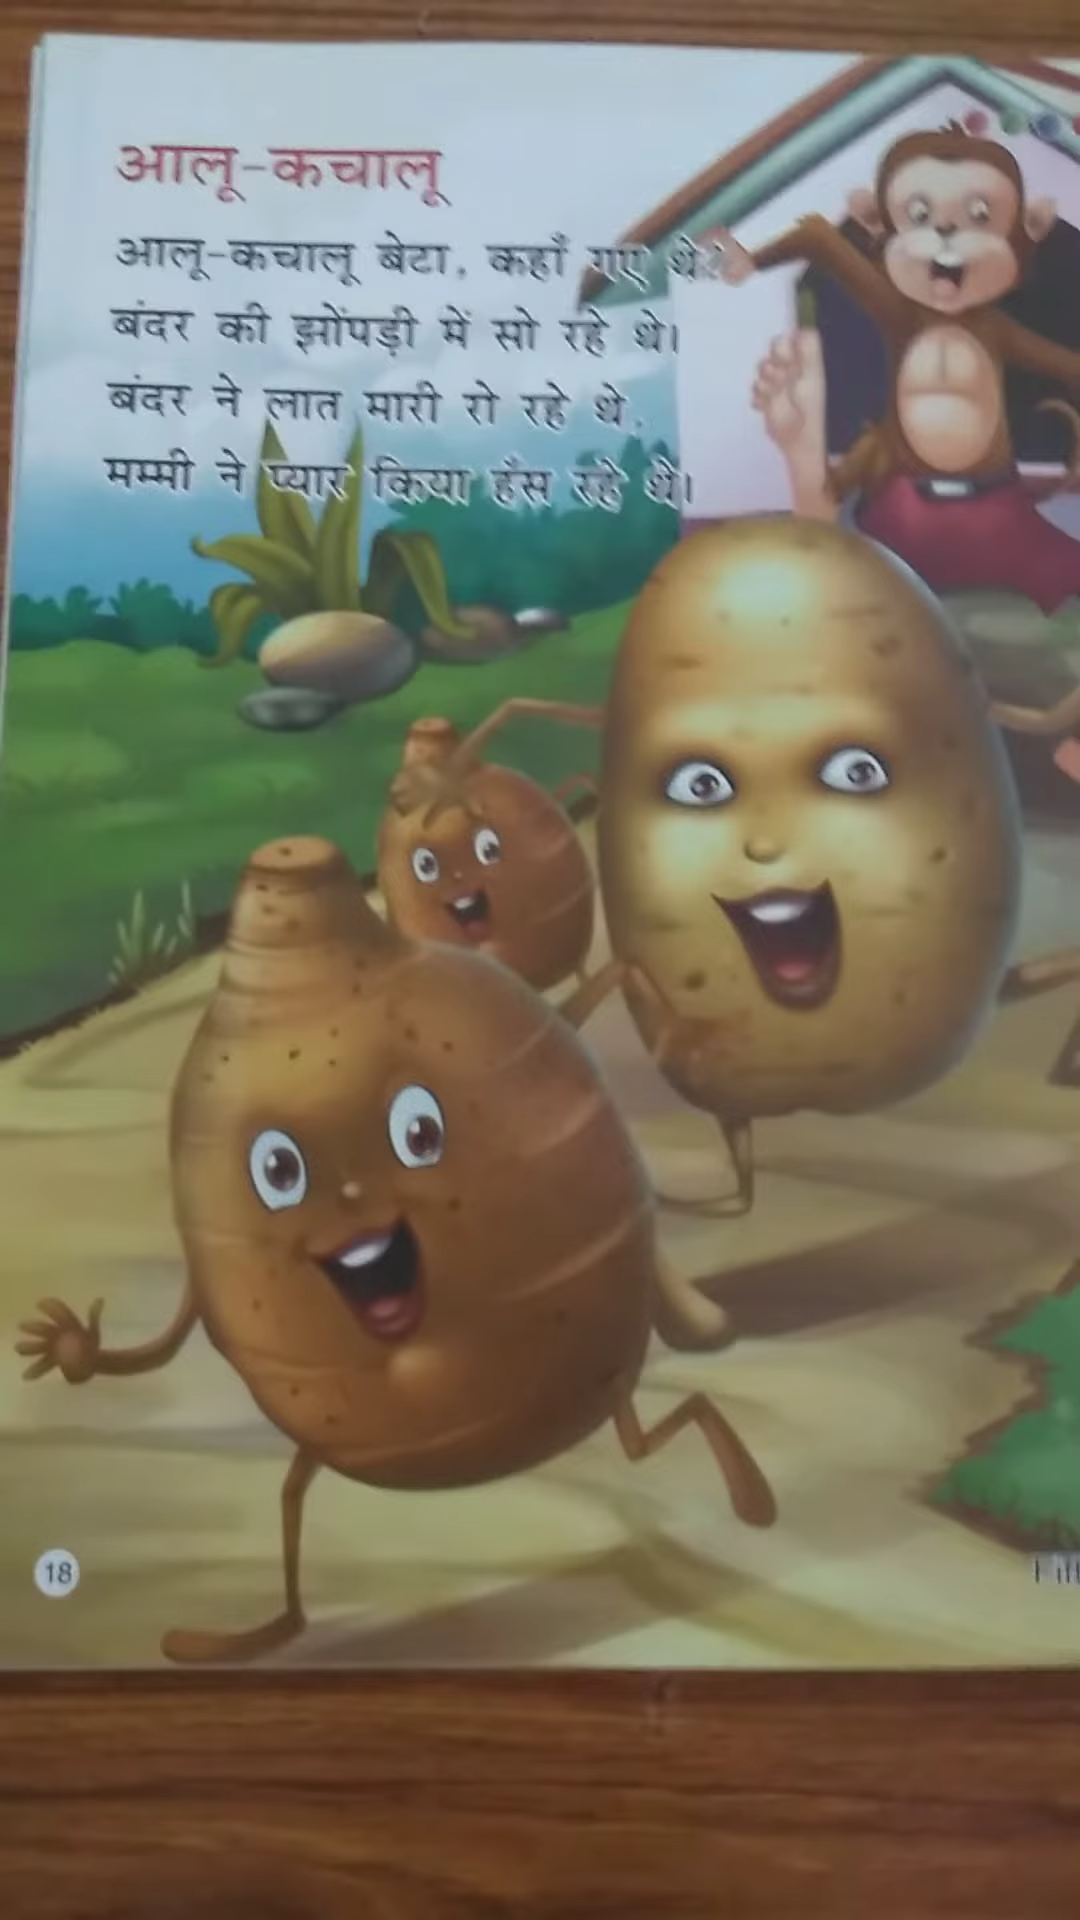 आलू-कचालू
आलू-कचालू बेटा, कहाँ गए थे
बंदर की झोंपड़ी में सो रहे थे।
बंदर ने लात मारी रो रहे थे,
मम्मी ने प्यार किया हँस रहे थे।
18